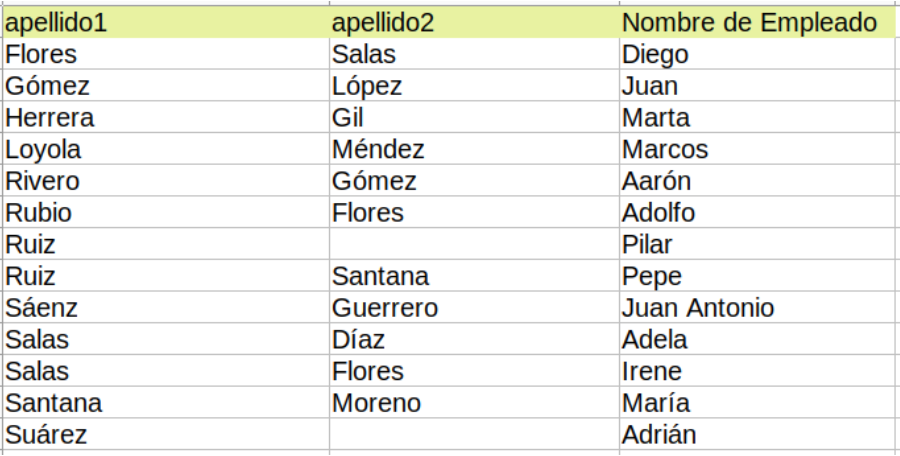 apellido1 apellido2 Nombre de Empleado
Flores Salas Diego
Gómez López Juan
Herrera Gil Marta
Loyola Méndez Marcos
Rivero Gómez Aarón
Rubio Flores Adolfo
Ruiz Pilar
Ruiz Santana Pepe
Sáenz Guerrero Juan Antonio
Salas Díaz Adela
Salas Flores Irene
Santana Moreno María
Suárez Adrián